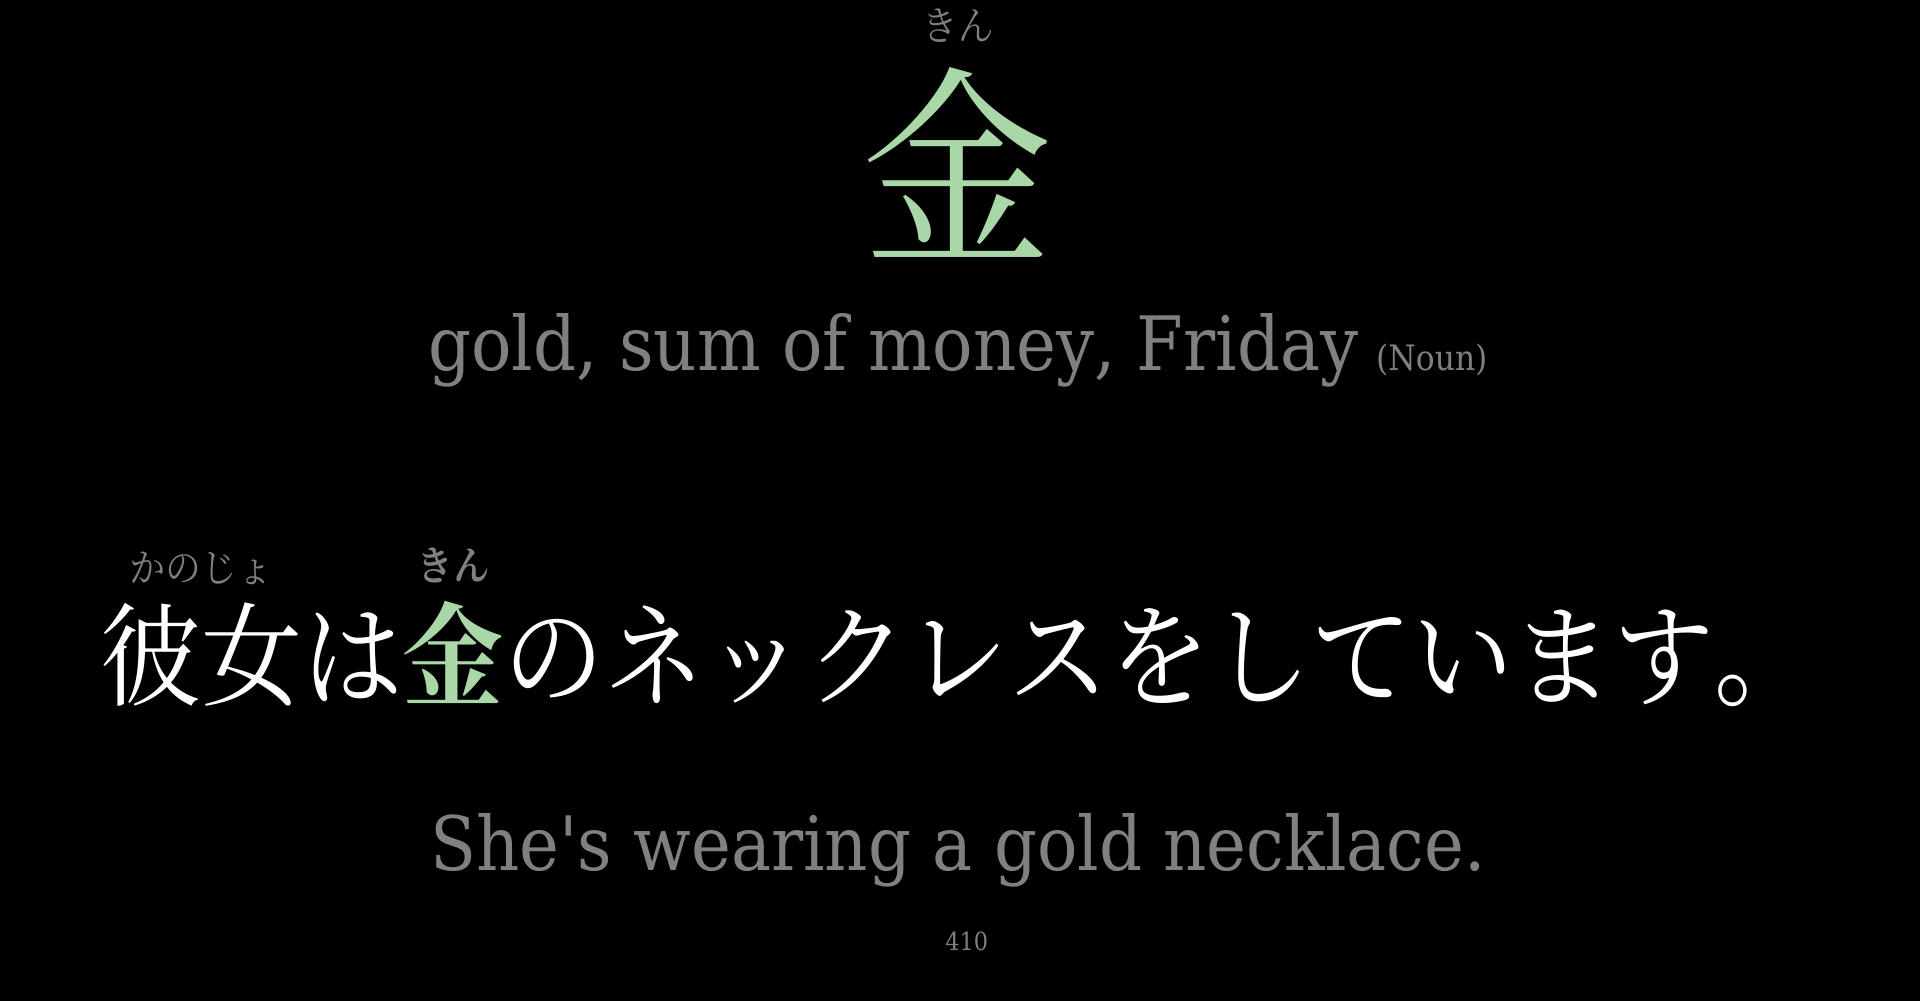 きん
金
gold, sum of money, Friday (Noun)
かのじょ きん
彼女は金のネックレスをしています。
She's wearing a gold necklace.
410